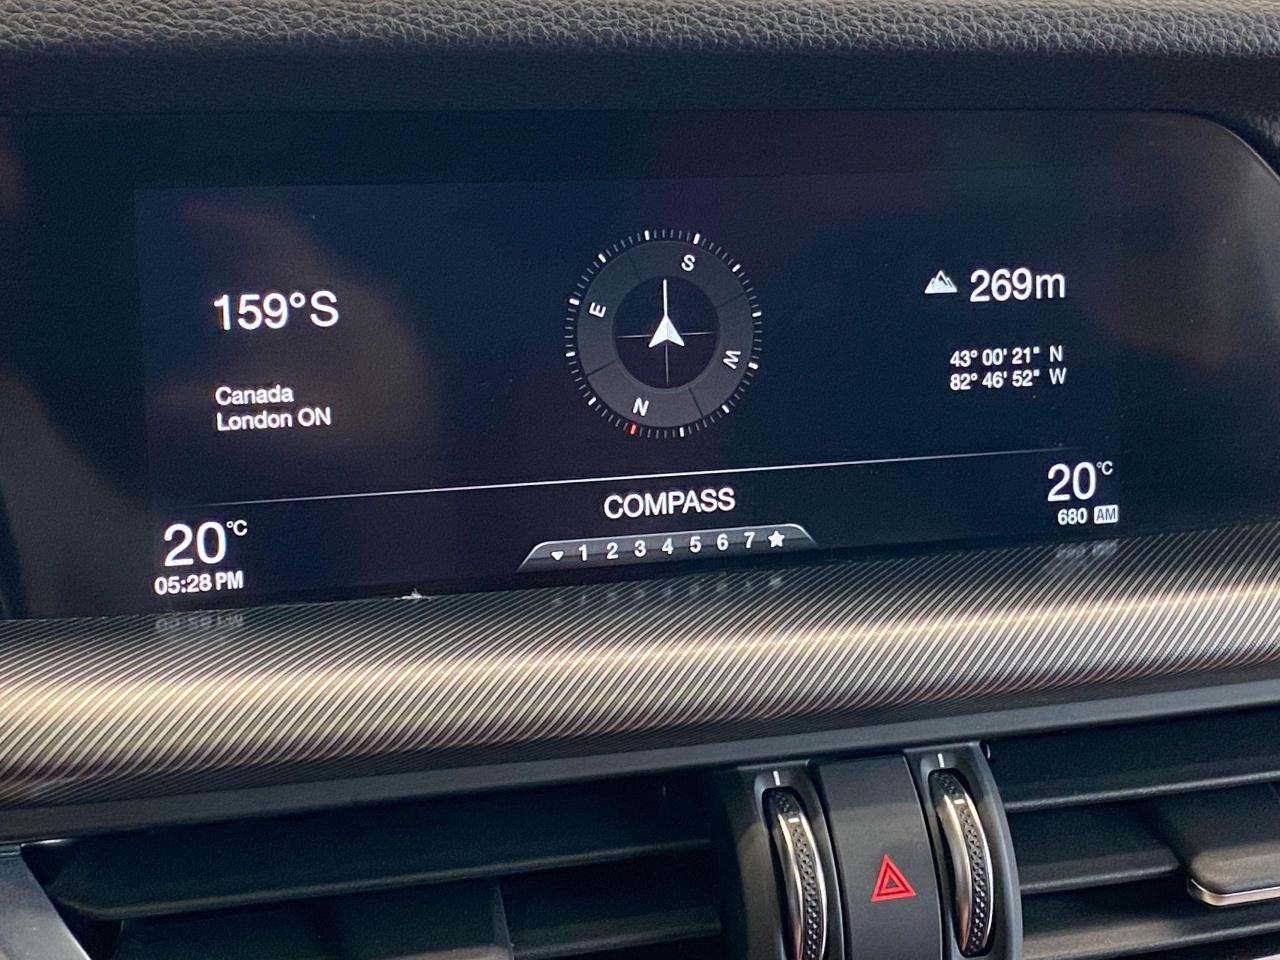 159°S
Canada
London ON
S
E
W
N
269m
43° 00' 21" N
82° 46' 52" W
COMPASS
1 2 3 4 5 6 7
20°C
05:28 PM
20°C
680 AM